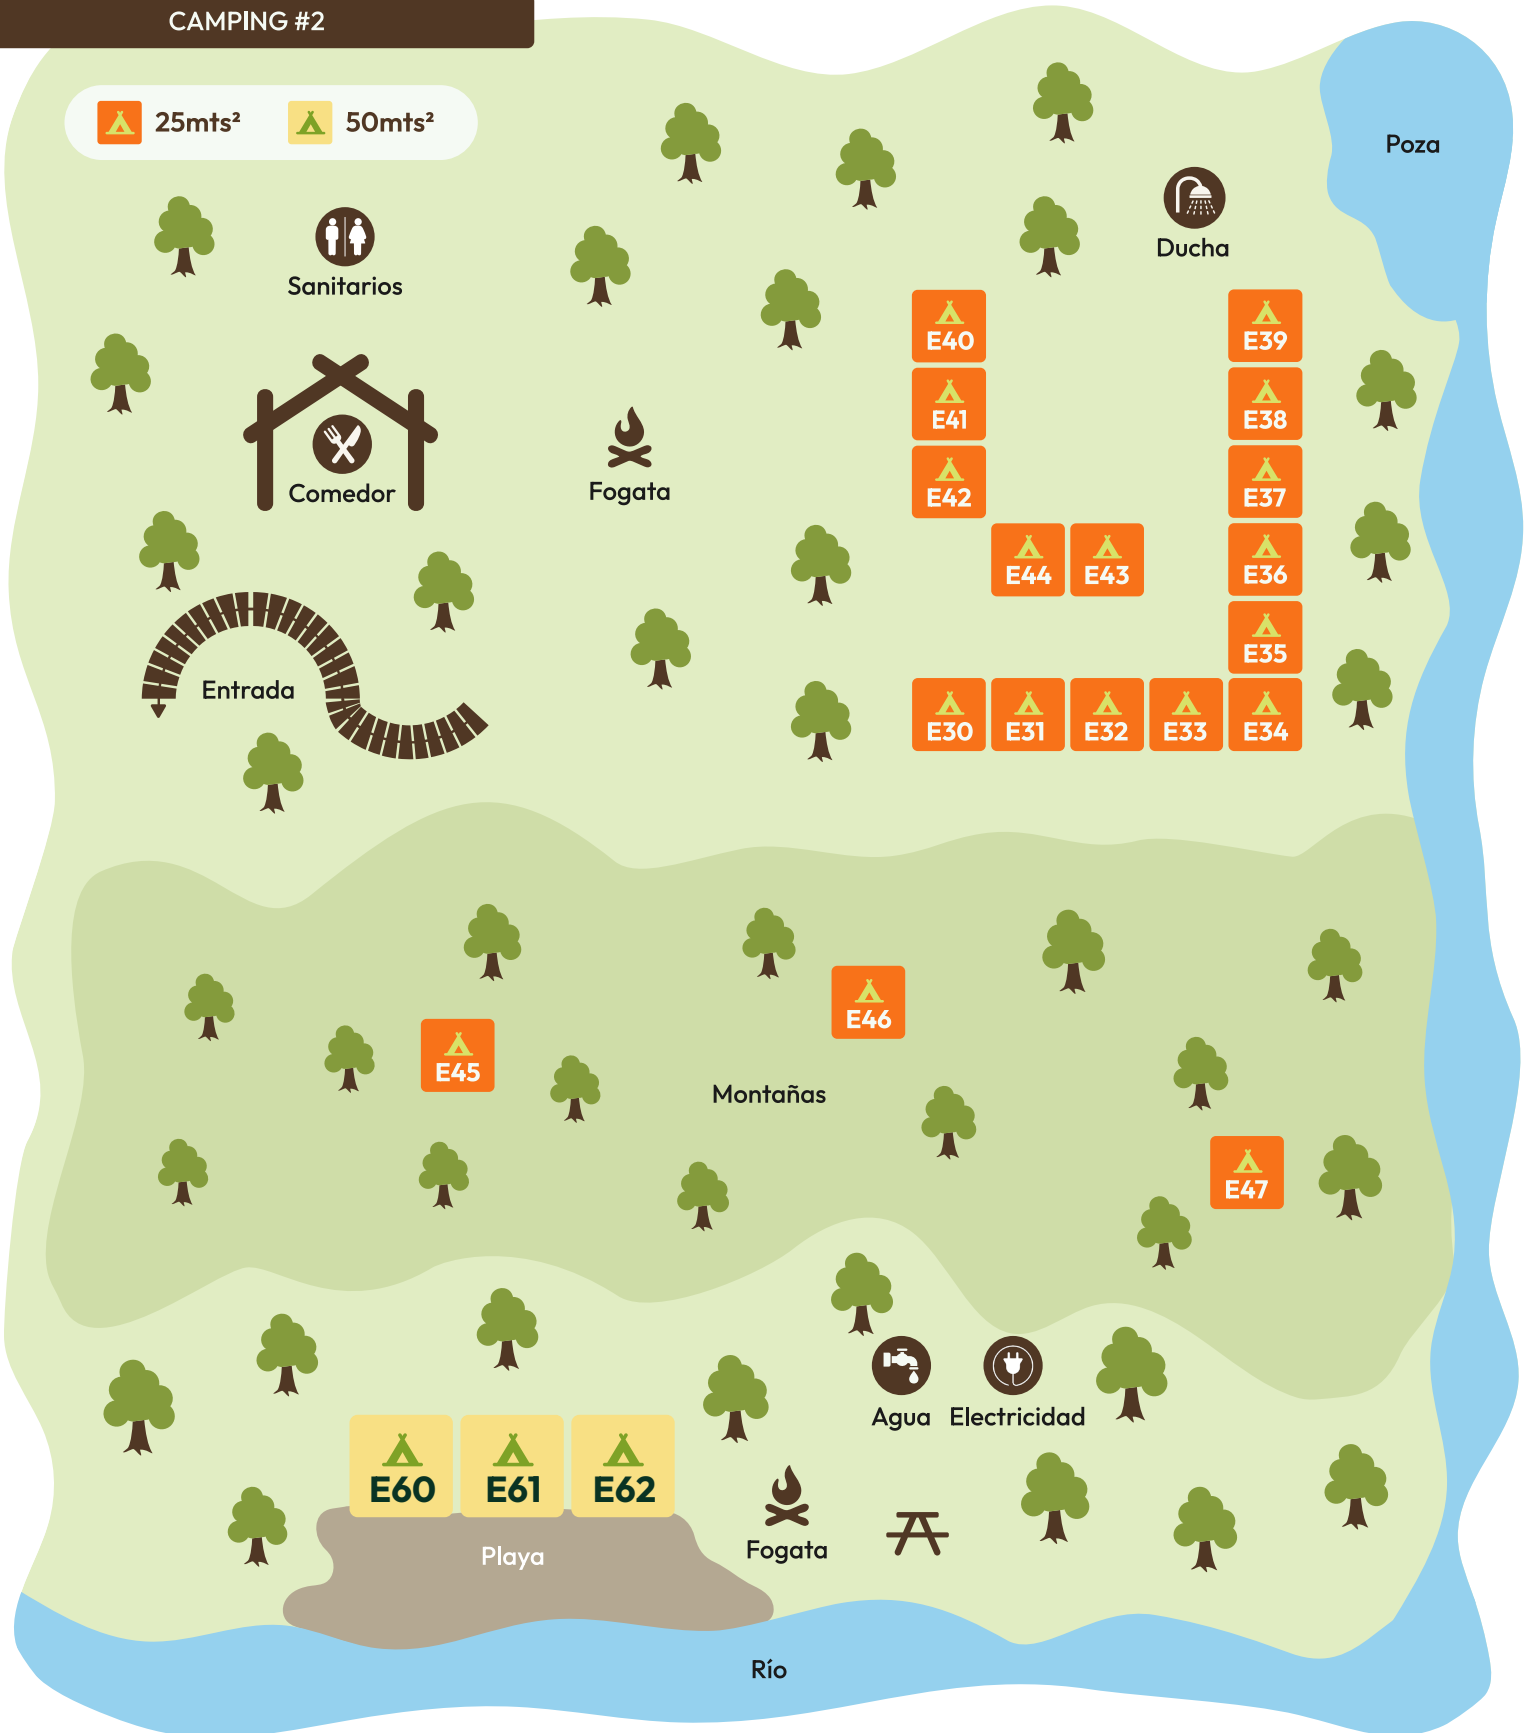 CAMPING #2
25mts²
50mts²
Poza
Sanitarios
Ducha
E40
E39
E41
E38
Comedor
Fogata
E42
E37
E44
E43
E36
E35
Entrada
E30
E31
E32
E33
E34
E46
E45
Montañas
E47
Agua
Electricidad
E60
E61
E62
Playa
Fogata
Río